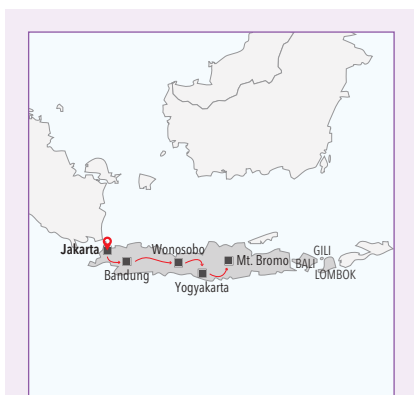 Jakarta
Bandung
Wonosobo
Yogyakarta
Mt. Bromo
BALI
GILI
LOMBOK